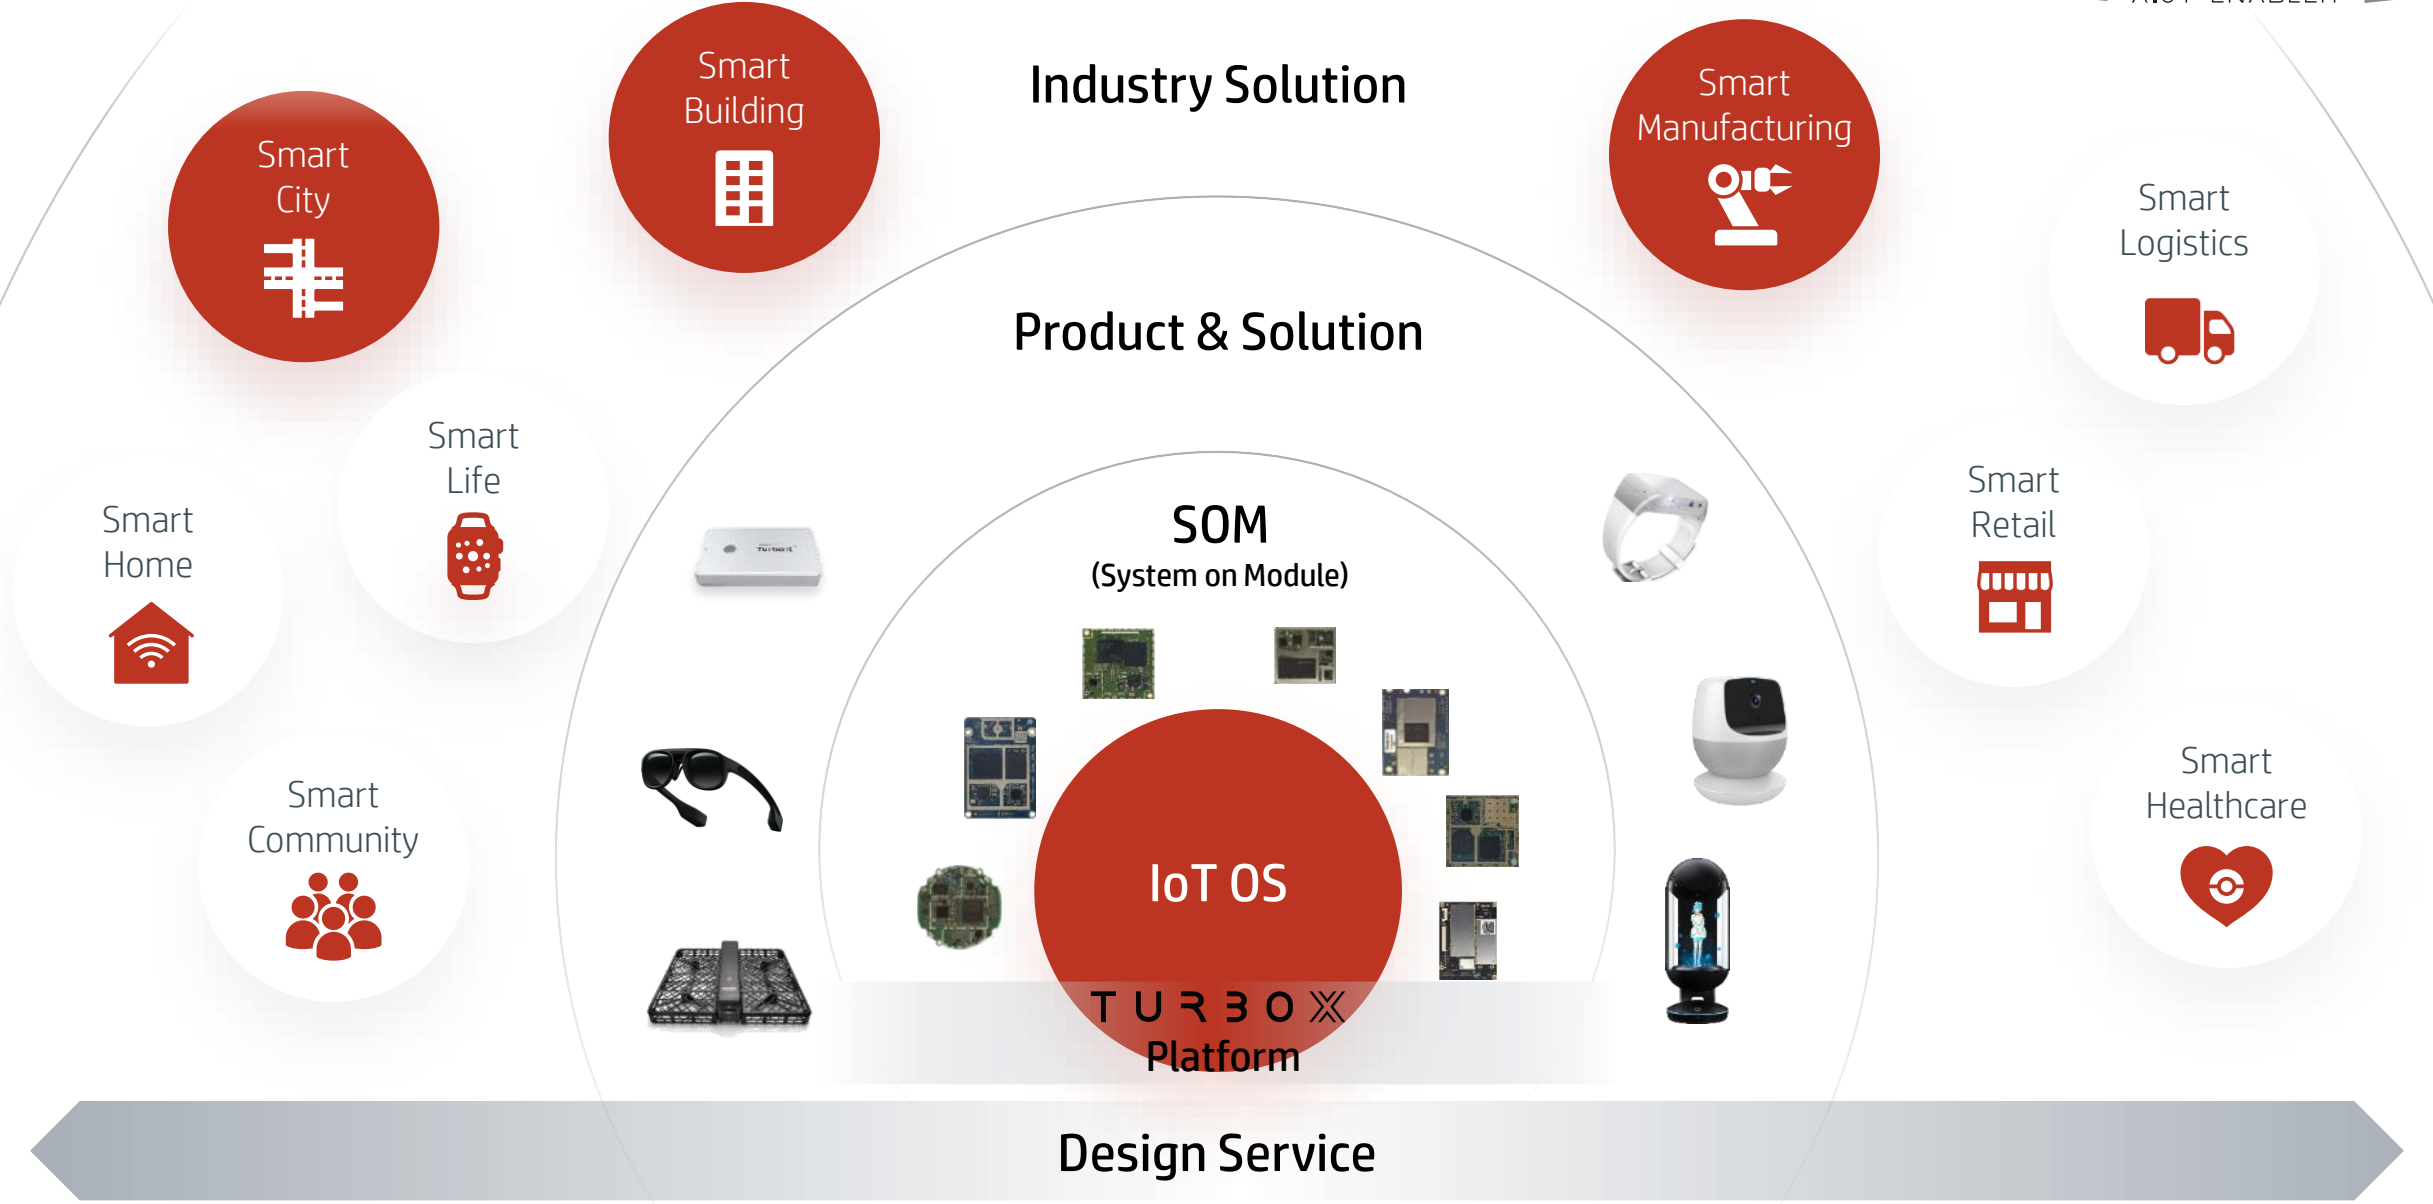 Industry Solution
Smart
Building
Smart
Manufacturing
Smart
City
Smart
Logistics
Product & Solution
Smart
Life
Smart
Retail
Smart
Home
SOM
(System on Module)
TurboX
Smart
Community
Smart
Healthcare
IoT OS
TURBOX
Platform
Design Service